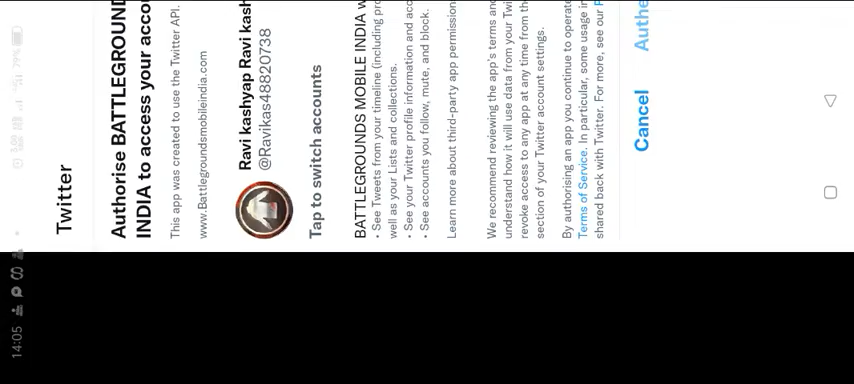 14:05
29%
Twitter
Authorise BATTLEGROUND
INDIA to access your accou
This app was created to use the Twitter API.
www.Battlegroundsmobileindia.com
Ravi kashyap Ravi kash
@Ravikas48820738
Tap to switch accounts
BATTLEGROUNDS MOBILE INDIA w
• See Tweets from your timeline (including pro
well as your Lists and collections.
• See your Twitter profile information and acc
• See accounts you follow, mute, and block.
Learn more about third-party app permission
We recommend reviewing the app's terms and
understand how it will use data from your Twi
revoke access to any app at any time from th
section of your Twitter account settings.
By authorising an app you continue to operate
Terms of Service. In particular, some usage in
shared back with Twitter. For more, see our P
Cancel Authe